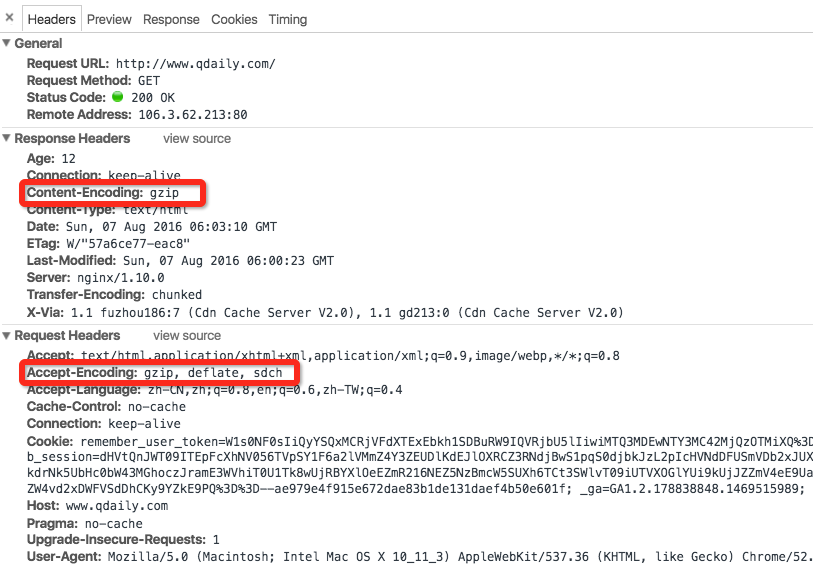 × Headers Preview Response Cookies Timing
▼ General
Request URL: http://www.qdaily.com/
Request Method: GET
Status Code: 200 OK
Remote Address: 106.3.62.213:80
▼ Response Headers view source
Age: 12
Connection: keep-alive
Content-Encoding: gzip
Content-Type: text/html
Date: Sun, 07 Aug 2016 06:03:10 GMT
ETag: W/"57a6ce77-eac8"
Last-Modified: Sun, 07 Aug 2016 06:00:23 GMT
Server: nginx/1.10.0
Transfer-Encoding: chunked
X-Via: 1.1 fuzhou186:7 (Cdn Cache Server V2.0), 1.1 gd213:0 (Cdn Cache Server V2.0)
▼ Request Headers view source
Accept: text/html,application/xhtml+xml,application/xml;q=0.9,image/webp,*/*;q=0.8
Accept-Encoding: gzip, deflate, sdch
Accept-Language: zh-CN,zh;q=0.8,en;q=0.6,zh-TW;q=0.4
Cache-Control: no-cache
Connection: keep-alive
Cookie: remember_user_token=W1s0NF0sIiQyYSQxMCRjVFdXTExEbkh1SDBuRW9IQVRjbU5lIiwiMTQ3MDEwNTY3MC42MjQzOTMiXQ%3D
b_session=dHVtQnJWT09ITEpFcXhNV056TVpSY1F6a2lVMmZ4Y3ZEUDlKdEJlOXRCZ3RNdjBwS1pqS0djbkJzL2pIcHVNdDFUSmVDb2xJUX
kdrNk5UbHc0bW43MGhoczJramE3WVhiT0U1Tk8wUjRBYXlOeEZmR216NEZ5NzBmcW5SUXh6TCt3SWlvT09iUTVXOGlYUi9kUjJZZmV4eE9Ua
ZW4vd2xDWFVSdDhCKy9YZkE9PQ%3D%3D--ae979e4f915e672dae83b1de131daef4b50e601f; _ga=GA1.2.178838848.1469515989;
Host: www.qdaily.com
Pragma: no-cache
Upgrade-Insecure-Requests: 1
User-Agent: Mozilla/5.0 (Macintosh; Intel Mac OS X 10_11_3) AppleWebKit/537.36 (KHTML, like Gecko) Chrome/52.